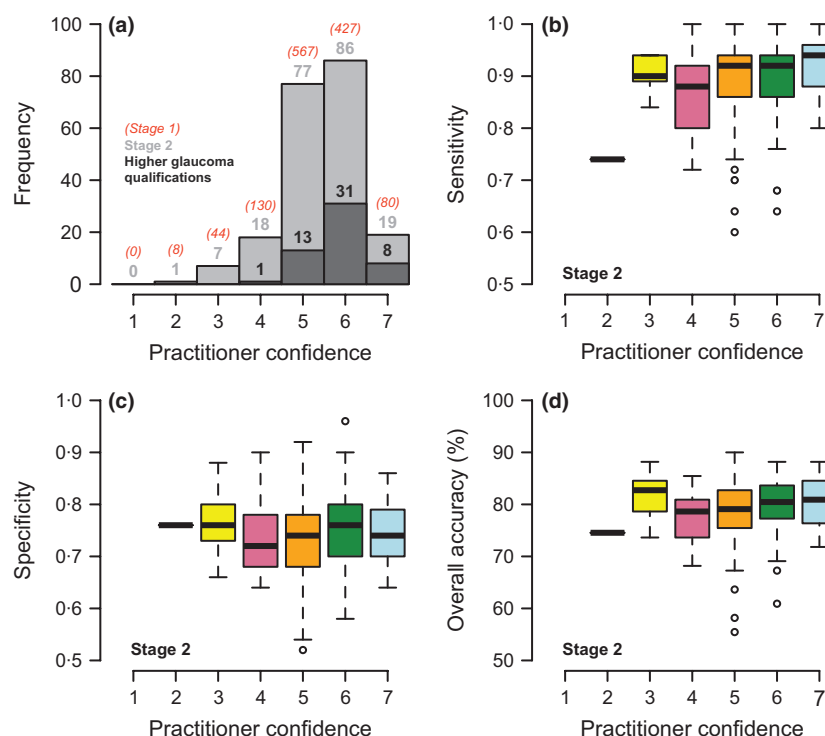 (a)
100
80
60
40
20
0
Frequency
(Stage 1)
Stage 2
Higher glaucoma
qualifications
(0)
0
(8)
1
(44)
7
(130)
18
1
(567)
77
13
(427)
86
31
(80)
19
8
1 2 3 4 5 6 7
Practitioner confidence
(b)
1·0
0·9
0·8
0·7
0·6
0·5
Sensitivity
Stage 2
1 2 3 4 5 6 7
Practitioner confidence
(c)
1·0
0·9
0·8
0·7
0·6
0·5
Specificity
Stage 2
1 2 3 4 5 6 7
Practitioner confidence
(d)
100
90
80
70
60
50
Overall accuracy (%)
Stage 2
1 2 3 4 5 6 7
Practitioner confidence